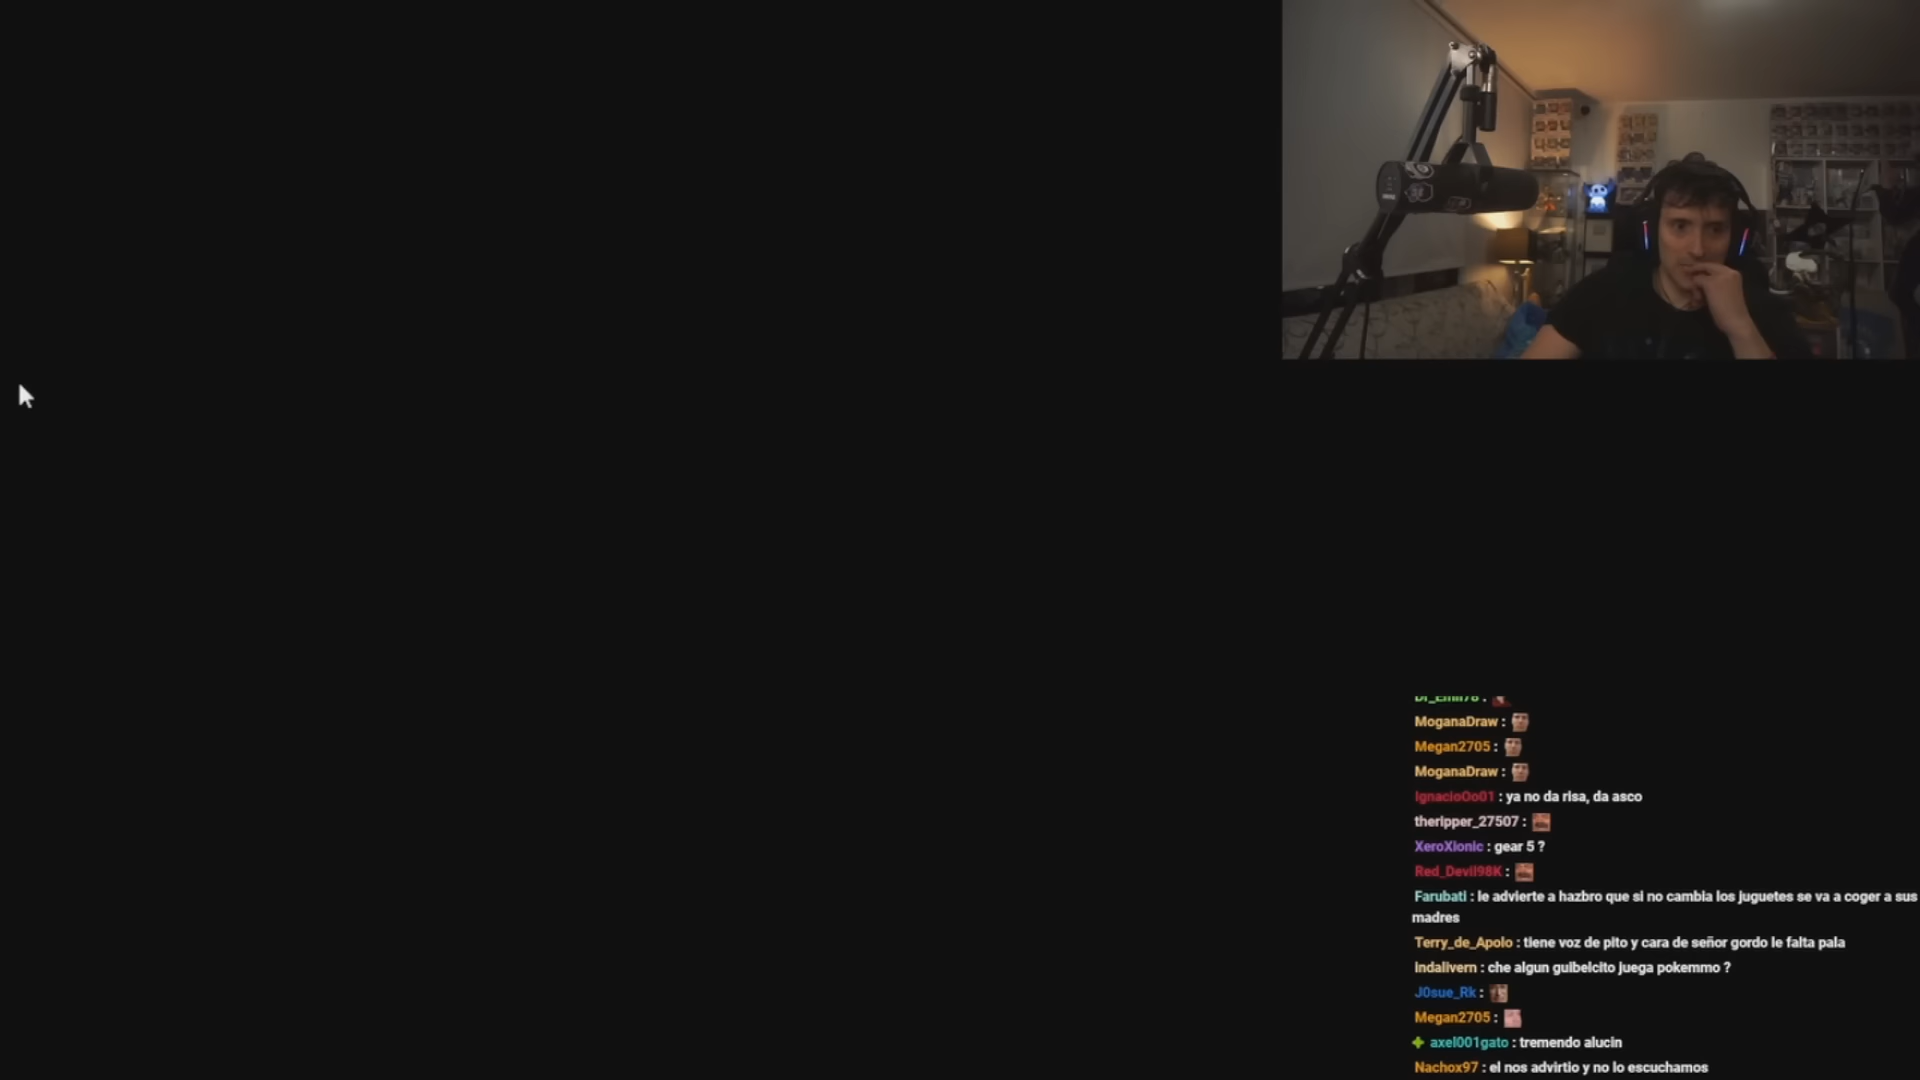 MoganaDraw :
Megan2705 :
MoganaDraw :
IgnacioOo01 : ya no da risa, da asco
theripper_27507 :
XeroXionic : gear 5 ?
Red_Devil98K :
Farubati : le advierte a hazbro que si no cambia los juguetes se va a coger a sus
madres
Terry_de_Apolo : tiene voz de pito y cara de señor gordo le falta pala
Indalivern : che algun guibelcito juega pokemmo ?
J0sue_Rk :
Megan2705 :
axel001gato : tremendo alucin
Nachox97 : el nos advirtio y no lo escuchamos